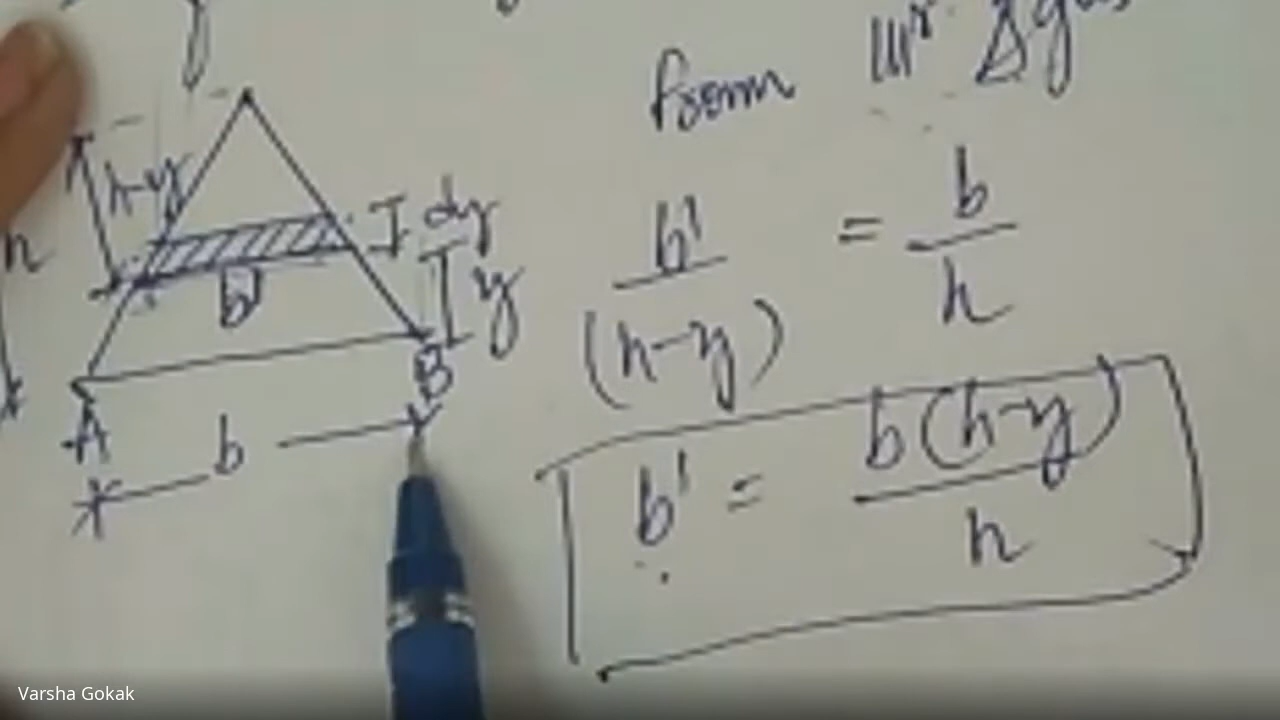 from
b' / (h-y) = b / h
b' = b(h-y) / h
h
h-y
dy
b'
y
A
B
b
Varsha Gokak